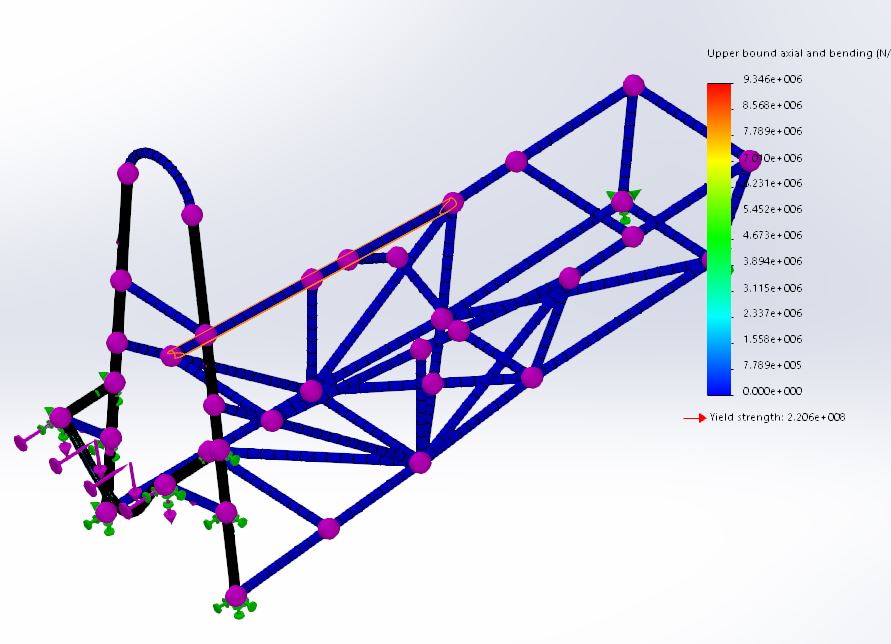 Upper bound axial and bending (N/
9.346e+006
8.568e+006
7.789e+006
7.010e+006
6.231e+006
5.452e+006
4.673e+006
3.894e+006
3.115e+006
2.337e+006
1.558e+006
7.789e+005
0.000e+000
Yield strength: 2.206e+008